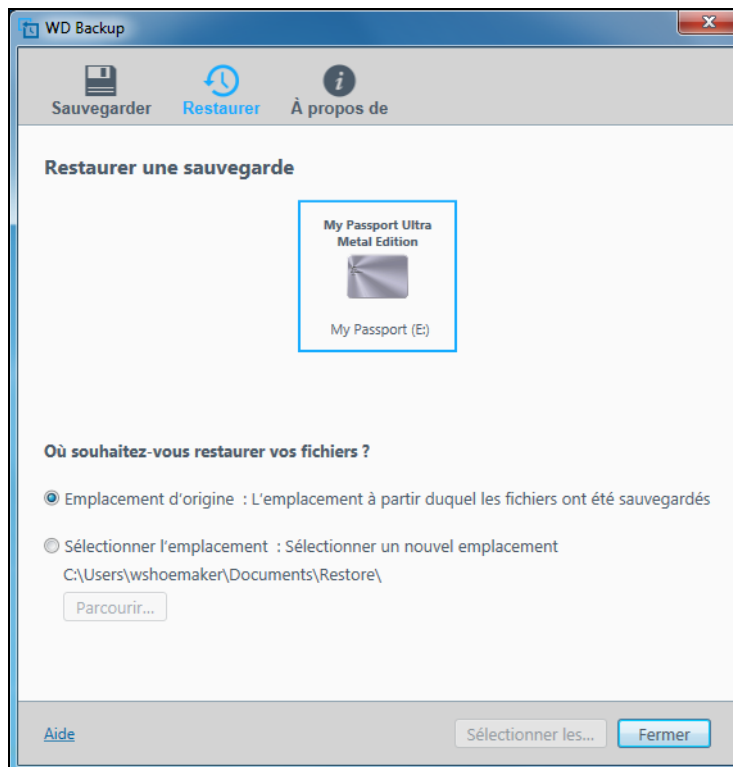 WD Backup
Sauvegarder
Restaurer
À propos de
Restaurer une sauvegarde
My Passport Ultra
Metal Edition
My Passport (E:)
Où souhaitez-vous restaurer vos fichiers ?
Emplacement d'origine : L'emplacement à partir duquel les fichiers ont été sauvegardés
Sélectionner l'emplacement : Sélectionner un nouvel emplacement
C:\Users\wshoemaker\Documents\Restore\
Parcourir...
Aide
Sélectionner les...
Fermer